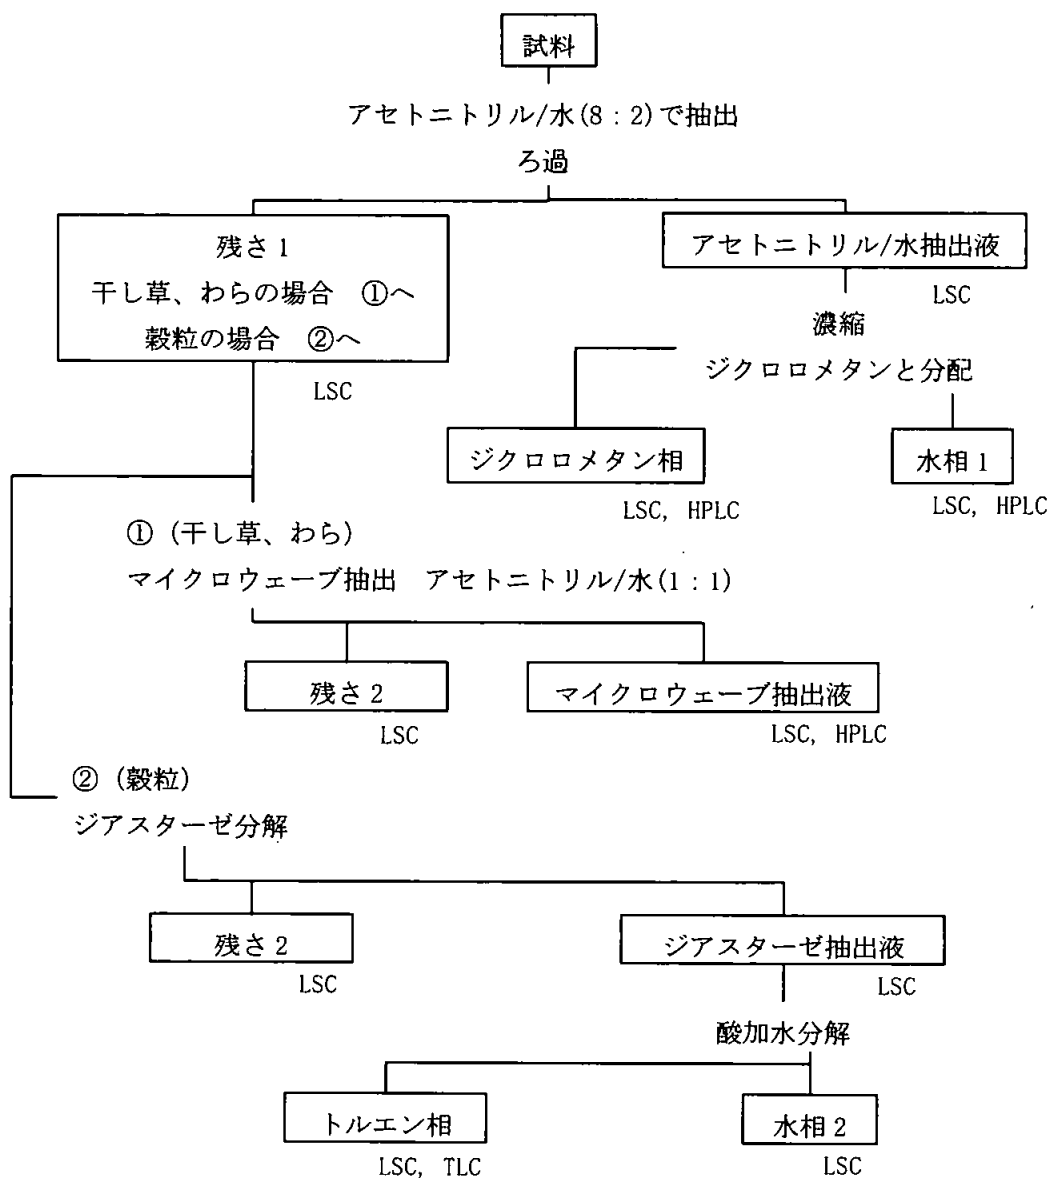 試料
アセトニトリル/水(8：2)で抽出
ろ過
残さ1
干し草、わらの場合　①へ
穀粒の場合　②へ
LSC
アセトニトリル/水抽出液
LSC
濃縮
ジクロロメタンと分配
ジクロロメタン相
LSC, HPLC
水相1
LSC, HPLC
①（干し草、わら）
マイクロウェーブ抽出　アセトニトリル/水(1：1)
残さ2
LSC
マイクロウェーブ抽出液
LSC, HPLC
②（穀粒）
ジアスターゼ分解
残さ2
LSC
ジアスターゼ抽出液
LSC
酸加水分解
トルエン相
LSC, TLC
水相2
LSC